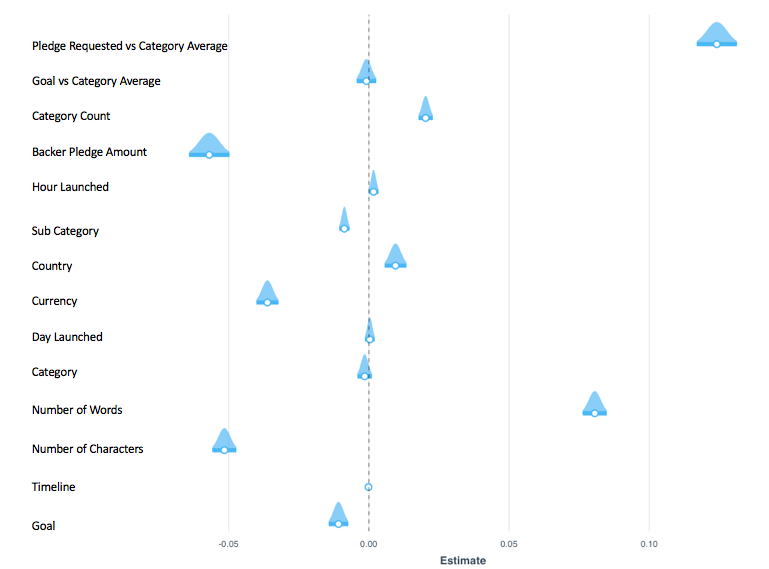 Pledge Requested vs Category Average
Goal vs Category Average
Category Count
Backer Pledge Amount
Hour Launched
Sub Category
Country
Currency
Day Launched
Category
Number of Words
Number of Characters
Timeline
Goal
-0.05 0.00 0.05 0.10
Estimate